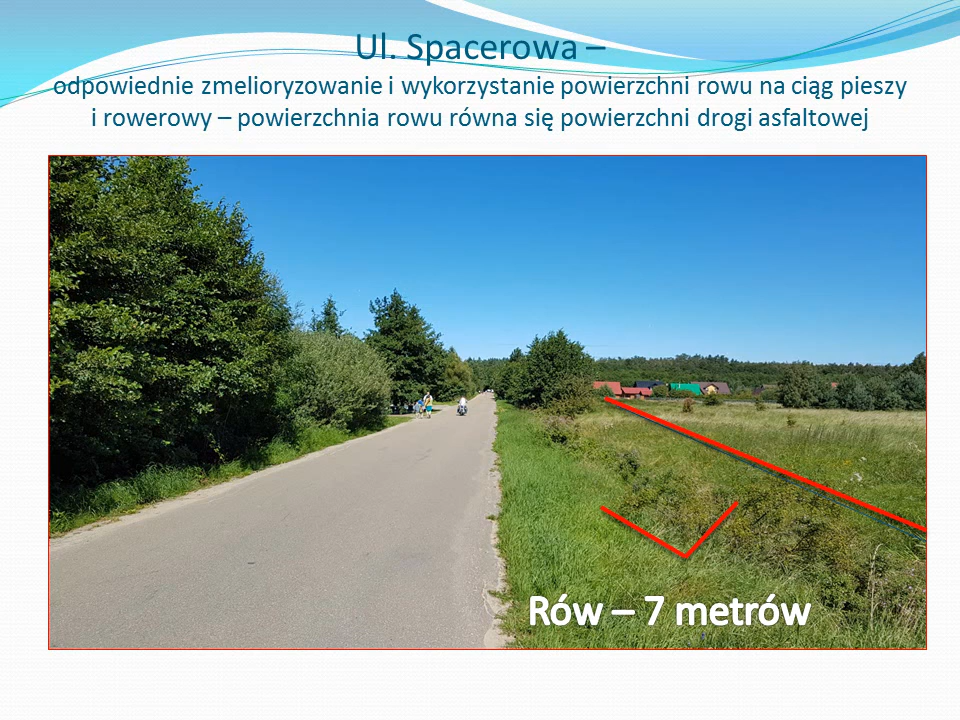 Ul. Spacerowa –
odpowiednie zmelioryzowanie i wykorzystanie powierzchni rowu na ciąg pieszy
i rowerowy – powierzchnia rowu równa się powierzchni drogi asfaltowej
Rów – 7 metrów